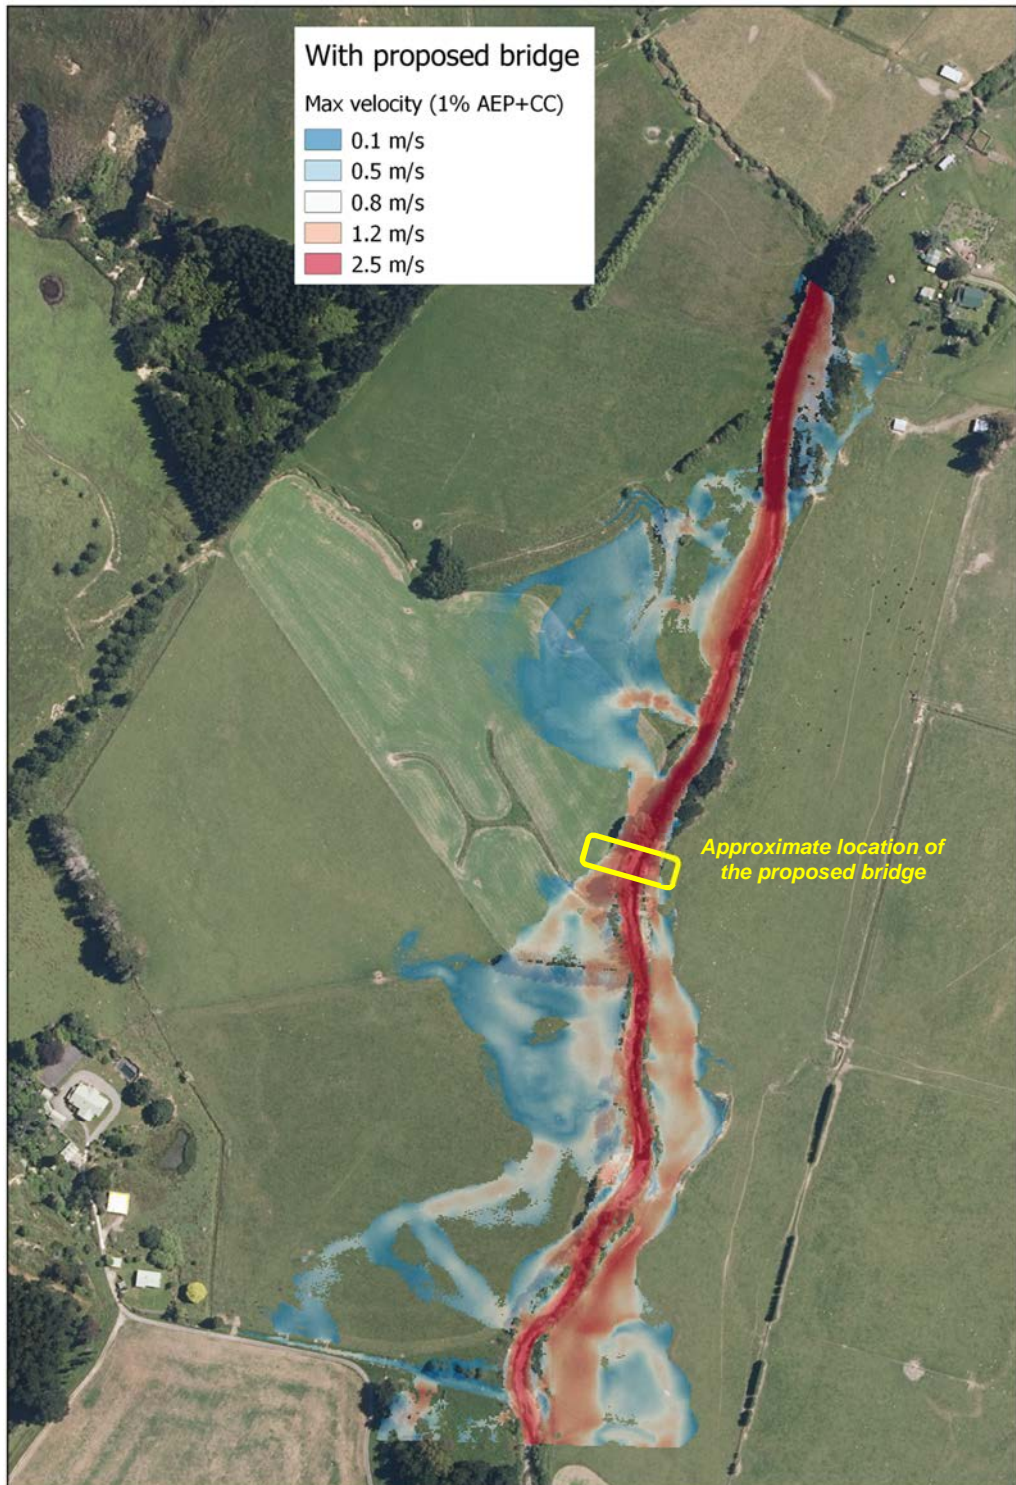 With proposed bridge
Max velocity (1% AEP+CC)
0.1 m/s
0.5 m/s
0.8 m/s
1.2 m/s
2.5 m/s
Approximate location of
the proposed bridge